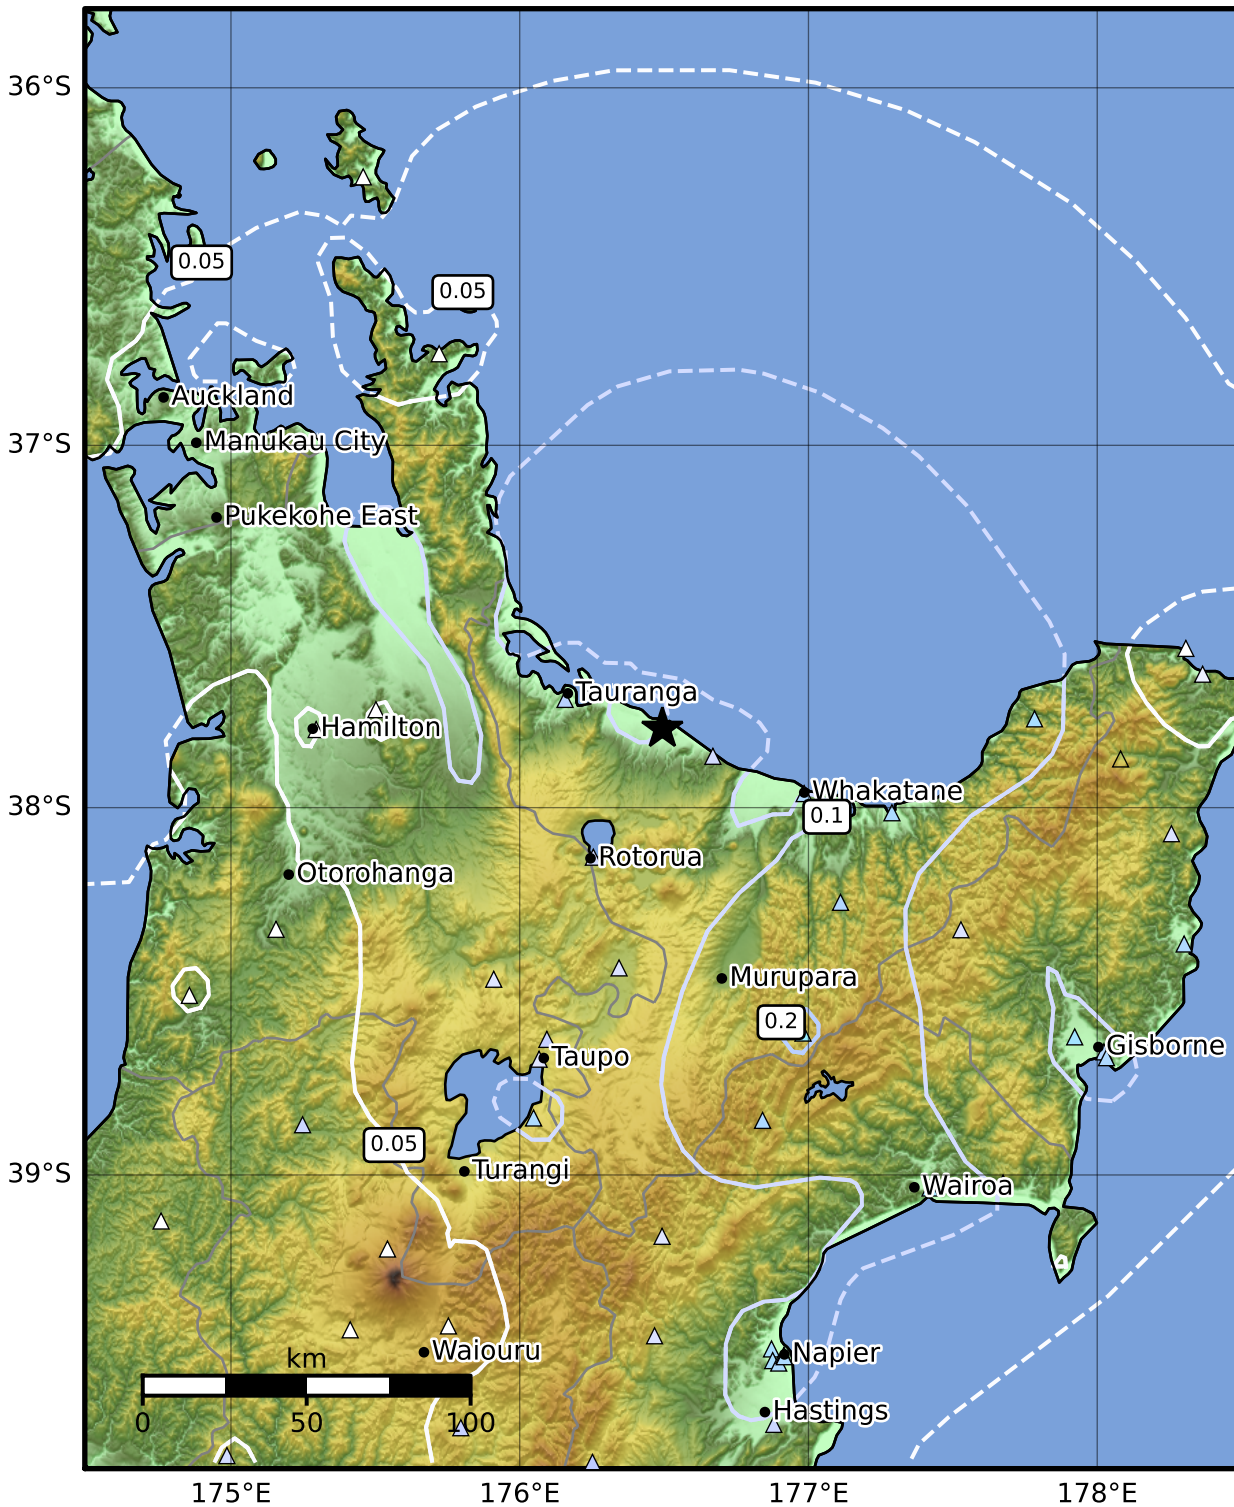 36°S
0.05
0.05
Auckland
37°S
Manukau City
Pukekohe East
Tauranga
Hamilton
Whakatane
38°S
0.1
Rotorua
Otorohanga
Murupara
0.2
Gisborne
Taupo
0.05
39°S
Turangi
Wairoa
Waiouru
Napier
km
Hastings
0 50 100
175°E 176°E 177°E 178°E